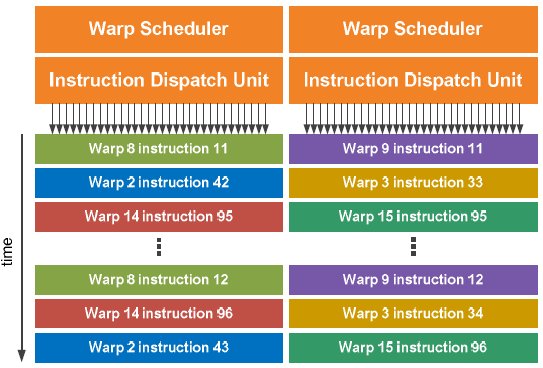 Warp Scheduler
Warp Scheduler
Instruction Dispatch Unit
Instruction Dispatch Unit
Warp 8 instruction 11
Warp 9 instruction 11
Warp 2 instruction 42
Warp 3 instruction 33
Warp 14 instruction 95
Warp 15 instruction 95
time
Warp 8 instruction 12
Warp 9 instruction 12
Warp 14 instruction 96
Warp 3 instruction 34
Warp 2 instruction 43
Warp 15 instruction 96